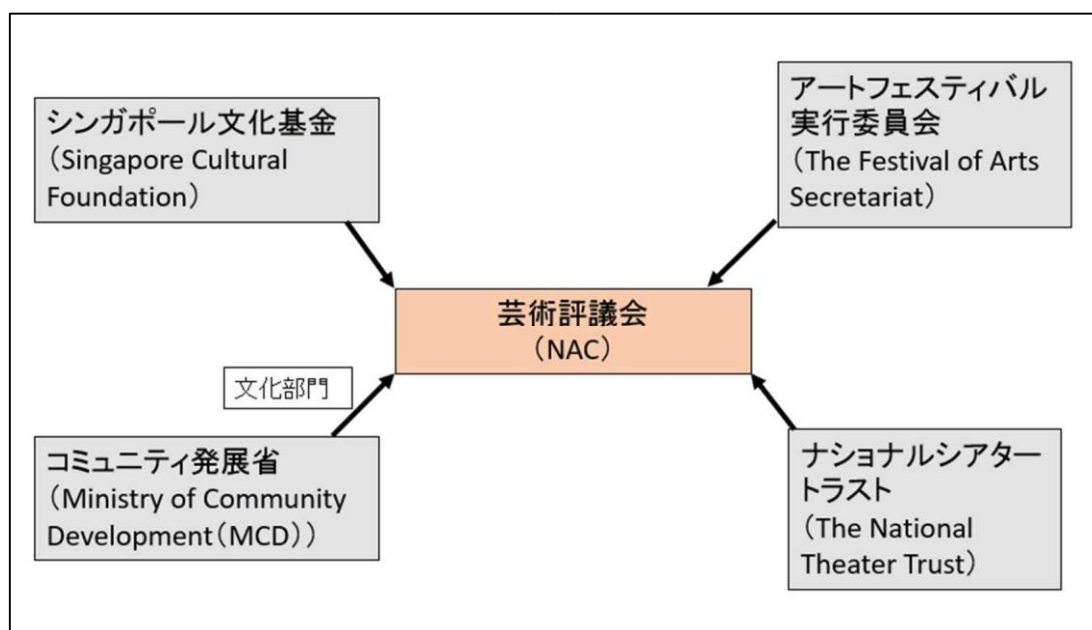 シンガポール文化基金
（Singapore Cultural
Foundation）
アートフェスティバル
実行委員会
（The Festival of Arts
Secretariat）
芸術評議会
（NAC）
文化部門
コミュニティ発展省
（Ministry of Community
Development（MCD））
ナショナルシアター
トラスト
（The National
Theater Trust）